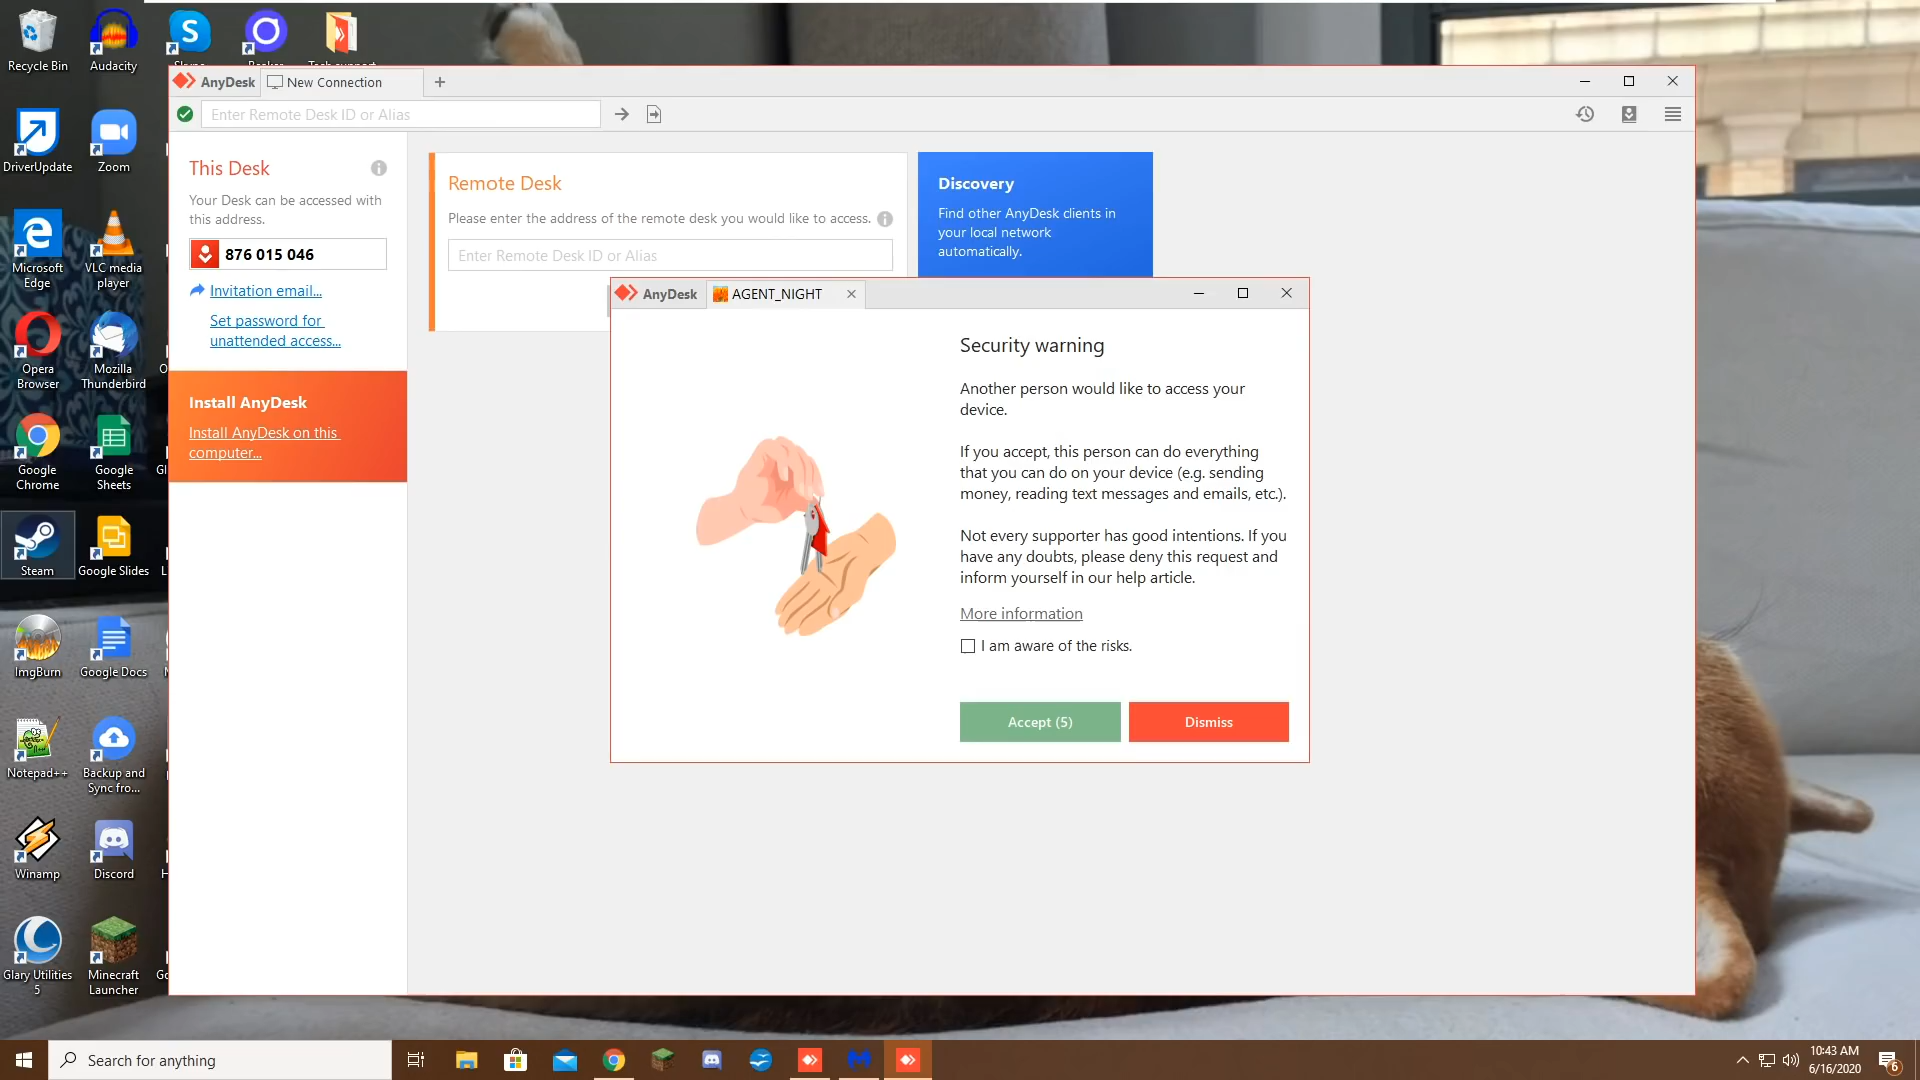 Recycle Bin
Audacity
Skype
Tech support
DriverUpdate
Zoom
Microsoft
Edge
VLC media
player
Opera
Browser
Mozilla
Thunderbird
Google
Chrome
Google
Sheets
Gl
Steam
Google Slides
L
ImgBurn
Google Docs
Notepad++
Backup and
Sync fro...
Winamp
Discord
H
Glary Utilities
5
Minecraft
Launcher
Go
AnyDesk
New Connection
Enter Remote Desk ID or Alias
This Desk
Your Desk can be accessed with
this address.
876 015 046
Invitation email...
Set password for
unattended access...
Install AnyDesk
Install AnyDesk on this
computer...
Remote Desk
Please enter the address of the remote desk you would like to access.
Enter Remote Desk ID or Alias
Discovery
Find other AnyDesk clients in
your local network
automatically.
AnyDesk
AGENT_NIGHT
Security warning
Another person would like to access your
device.
If you accept, this person can do everything
that you can do on your device (e.g. sending
money, reading text messages and emails, etc.).
Not every supporter has good intentions. If you
have any doubts, please deny this request and
inform yourself in our help article.
More information
I am aware of the risks.
Accept (5)
Dismiss
Search for anything
10:43 AM
6/16/2020
6